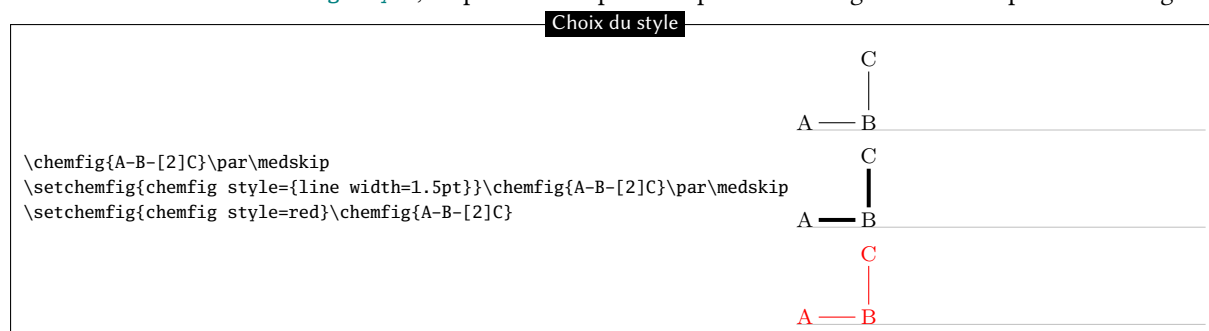 Choix du style
\chemfig{A-B-[2]C}\par\medskip
\setchemfig{chemfig style={line width=1.5pt}}\chemfig{A-B-[2]C}\par\medskip
\setchemfig{chemfig style=red}\chemfig{A-B-[2]C}
C
A B
C
A B
C
A B